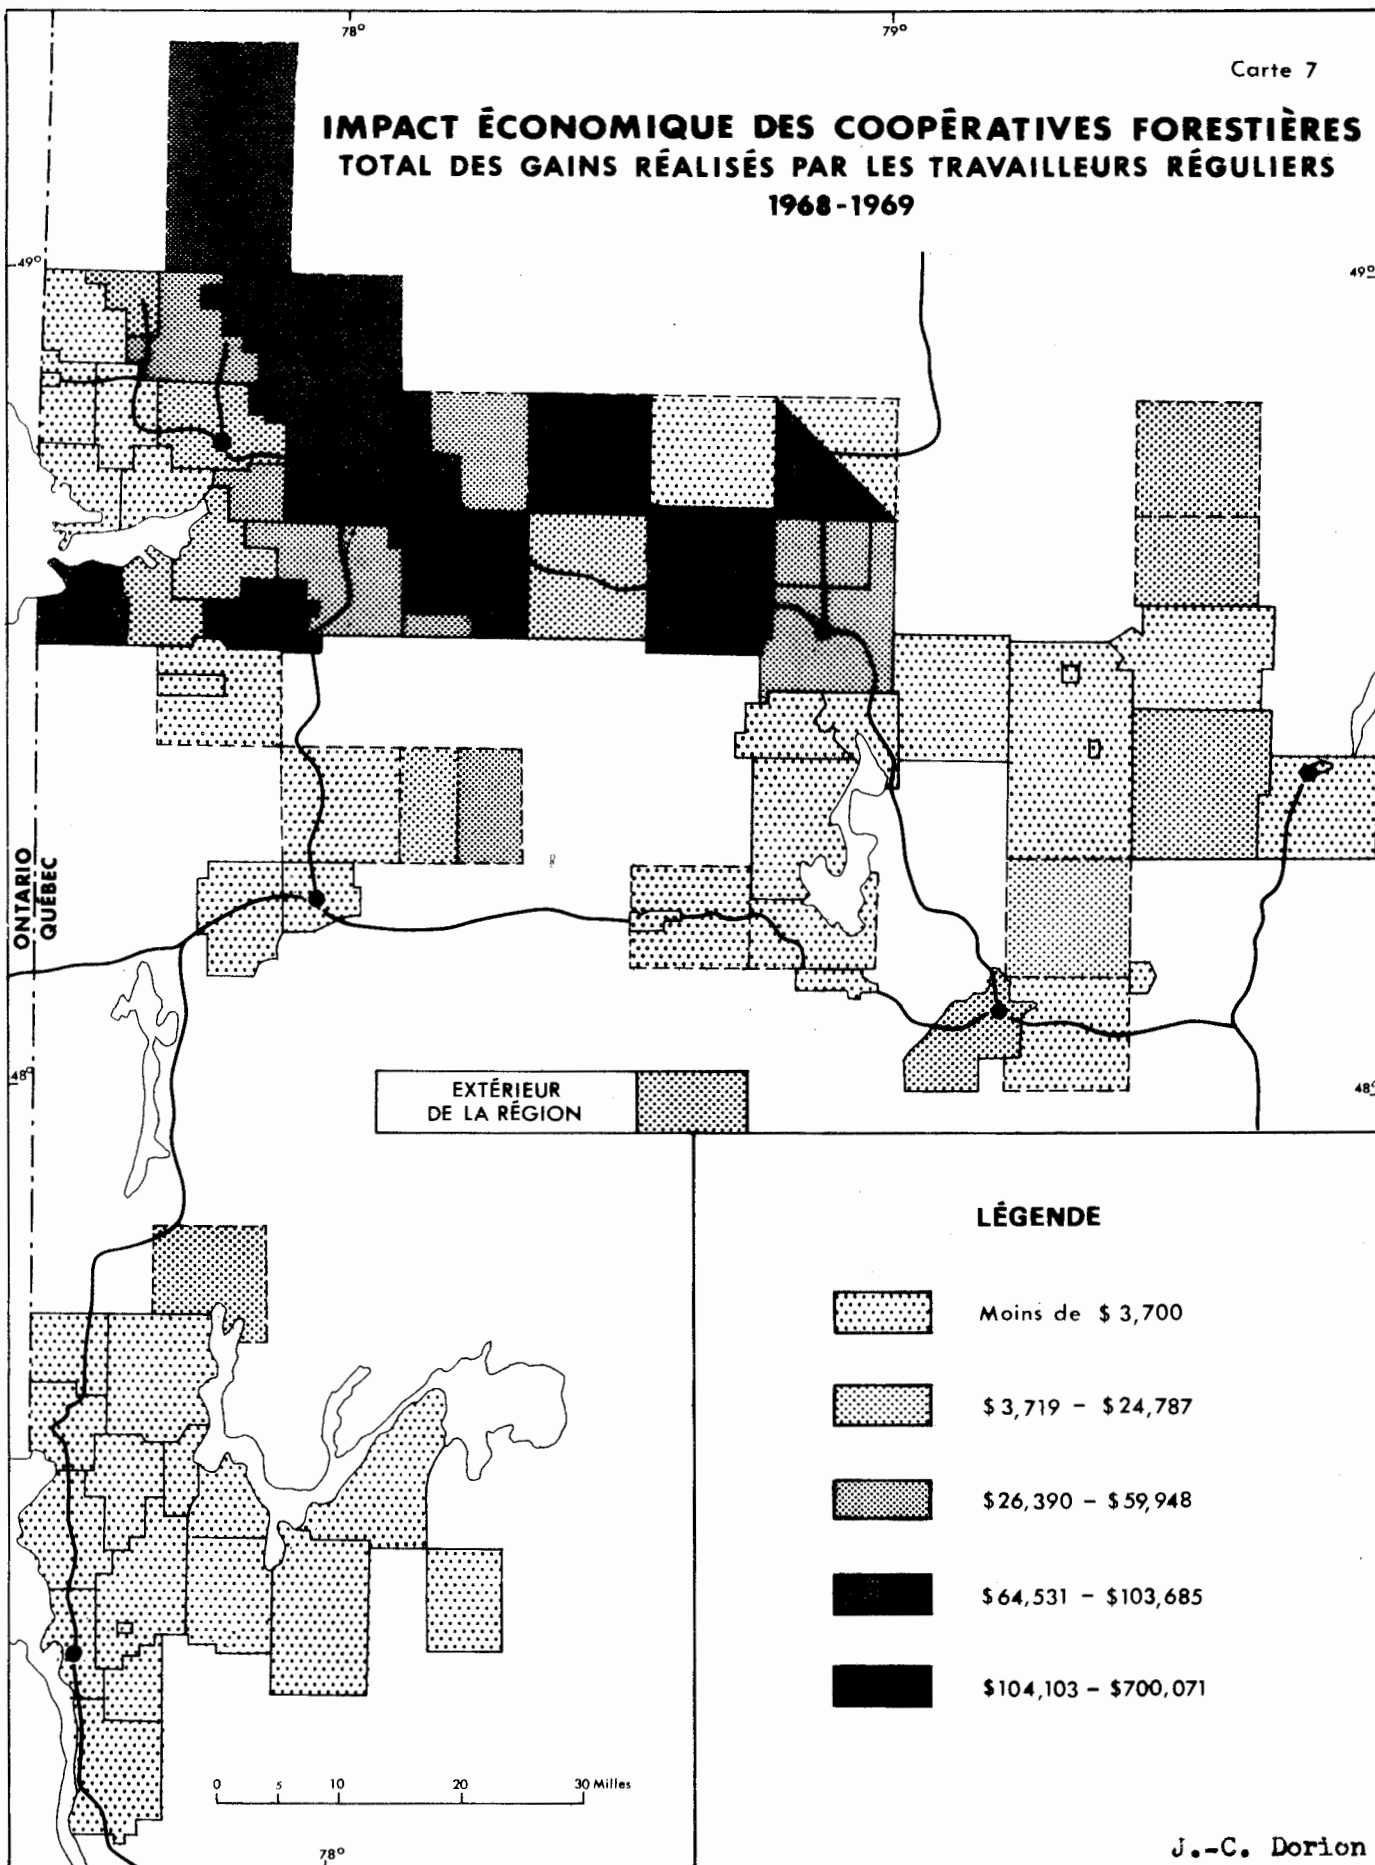 78°
79°
Carte 7
IMPACT ÉCONOMIQUE DES COOPÉRATIVES FORESTIÈRES
TOTAL DES GAINS RÉALISÉS PAR LES TRAVAILLEURS RÉGULIERS
1968-1969
49°
49°
ONTARIO
QUÉBEC
48°
48°
EXTÉRIEUR
DE LA RÉGION
LÉGENDE
Moins de $ 3,700
$ 3,719 - $ 24,787
$ 26,390 - $ 59,948
$ 64,531 - $103,685
$104,103 - $700,071
0 5 10 20 30 Milles
78°
J.-C. Dorion